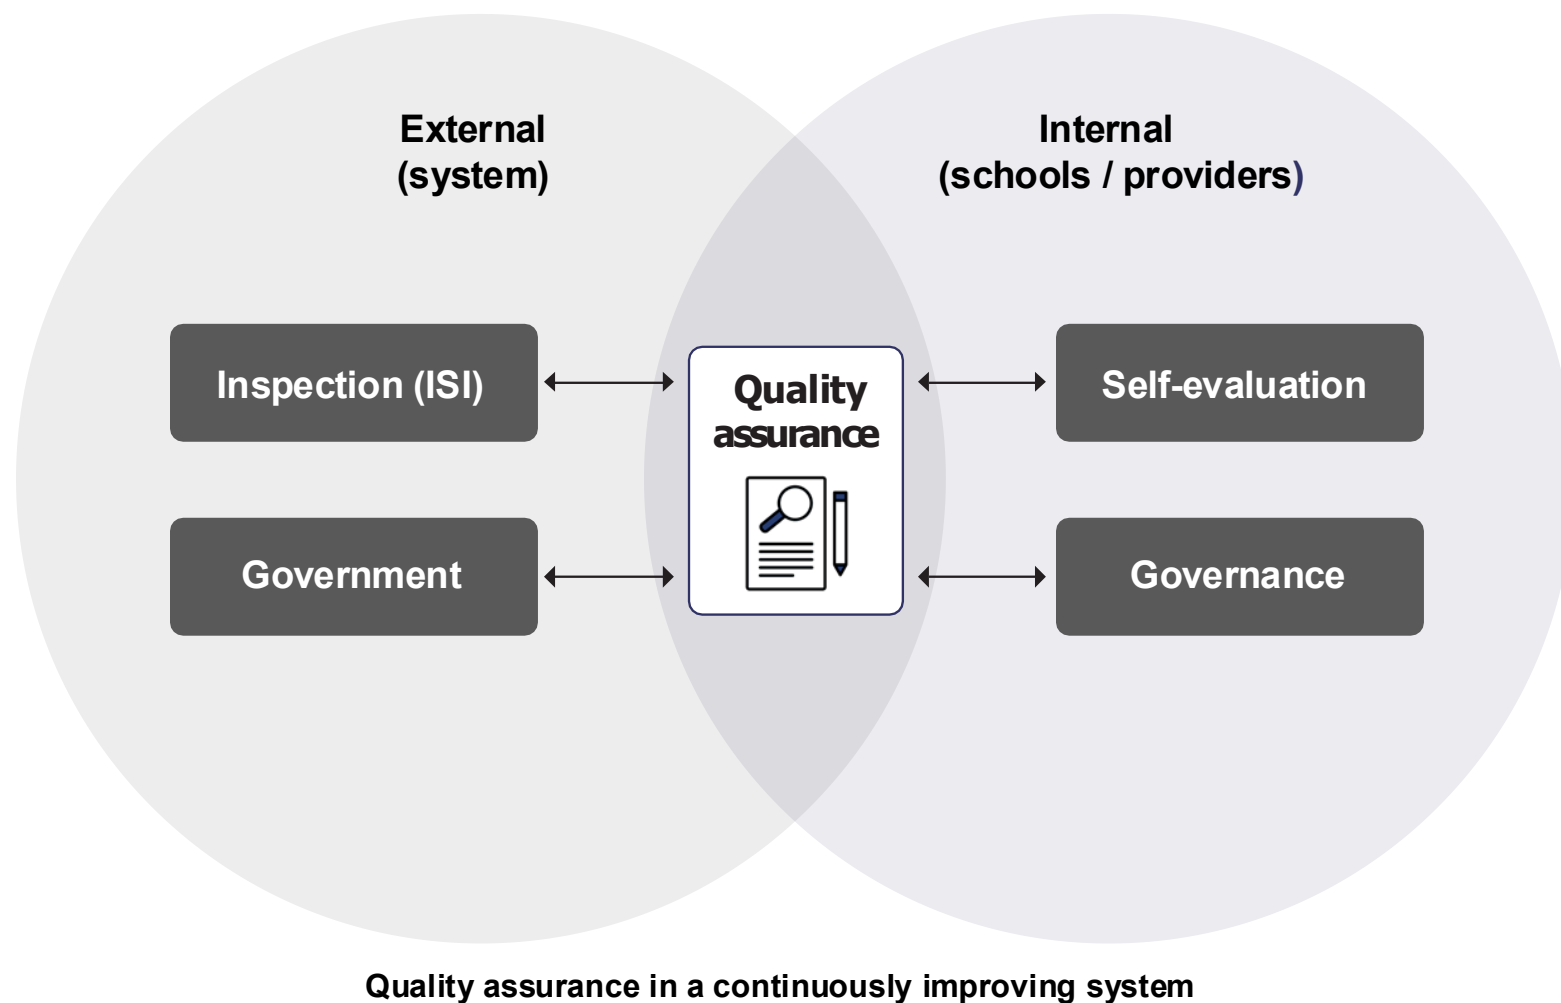 External
(system)
Internal
(schools / providers)
Inspection (ISI)
Quality
assurance
Self-evaluation
Government
Governance
Quality assurance in a continuously improving system